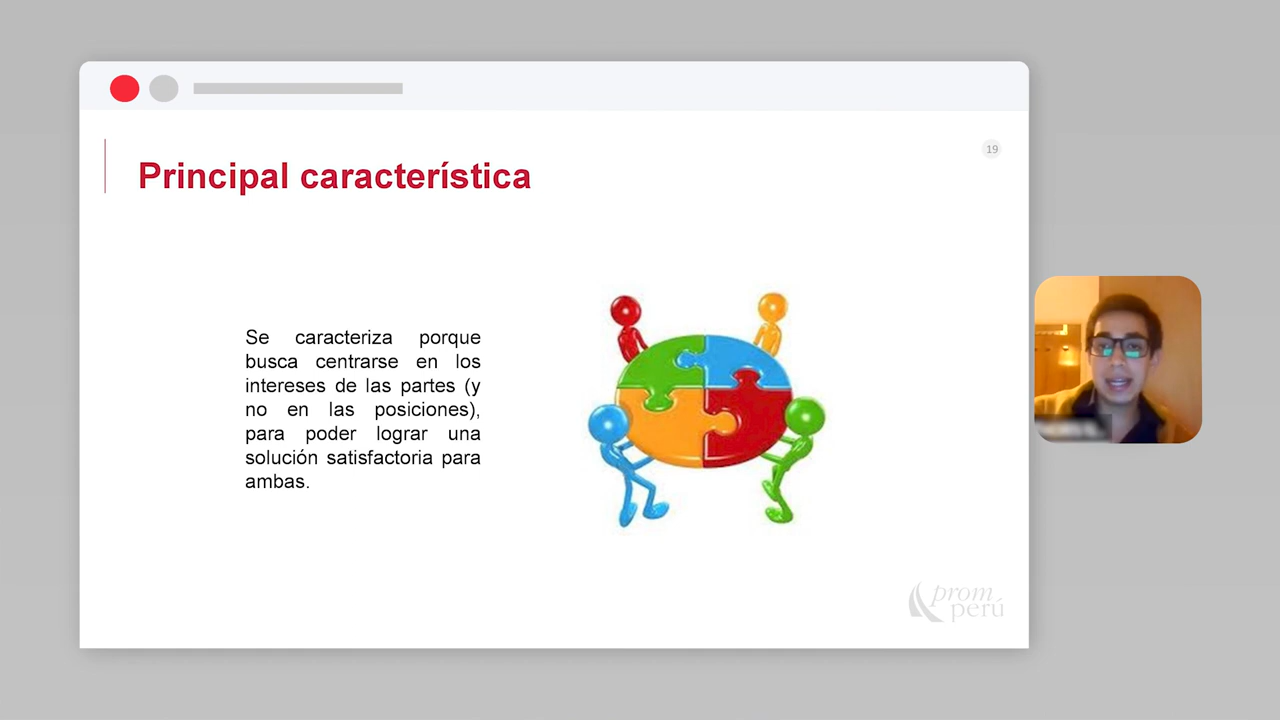 19
Principal característica
Se caracteriza porque
busca centrarse en los
intereses de las partes (y
no en las posiciones),
para poder lograr una
solución satisfactoria para
ambas.
prom
perú